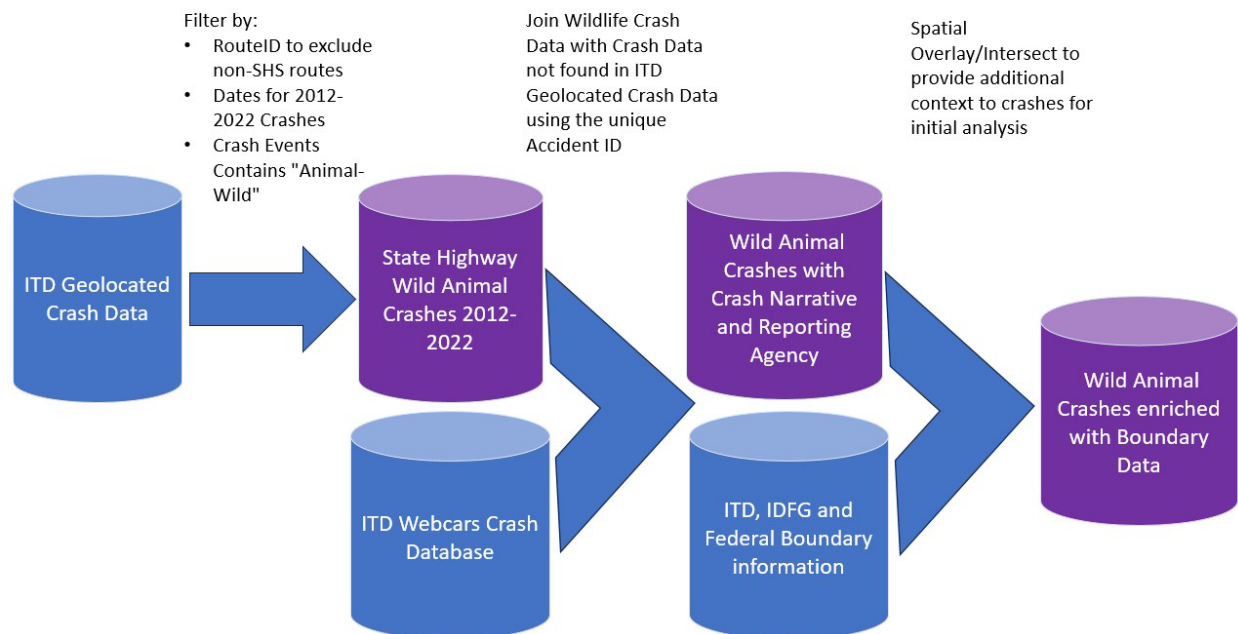 Filter by:
• RouteID to exclude
non-SHS routes
• Dates for 2012-
2022 Crashes
• Crash Events
Contains "Animal-
Wild"
Join Wildlife Crash
Data with Crash Data
not found in ITD
Geolocated Crash Data
using the unique
Accident ID
Spatial
Overlay/Intersect to
provide additional
context to crashes for
initial analysis
ITD Geolocated
Crash Data
State Highway
Wild Animal
Crashes 2012-
2022
Wild Animal
Crashes with
Crash Narrative
and Reporting
Agency
Wild Animal
Crashes enriched
with Boundary
Data
ITD Webcars Crash
Database
ITD, IDFG and
Federal Boundary
information